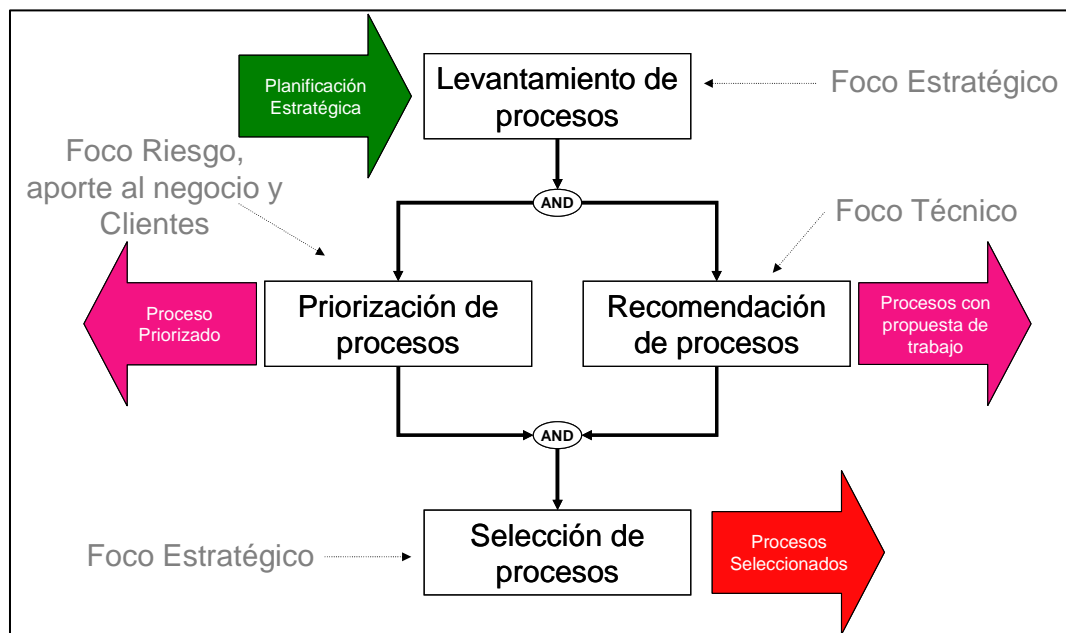 Planificación
Estratégica
Levantamiento de
procesos
Foco Estratégico
Foco Riesgo,
aporte al negocio y
Clientes
AND
Foco Técnico
Proceso
Priorizado
Priorización de
procesos
Recomendación
de procesos
Procesos con
propuesta de
trabajo
AND
Foco Estratégico
Selección de
procesos
Procesos
Seleccionados